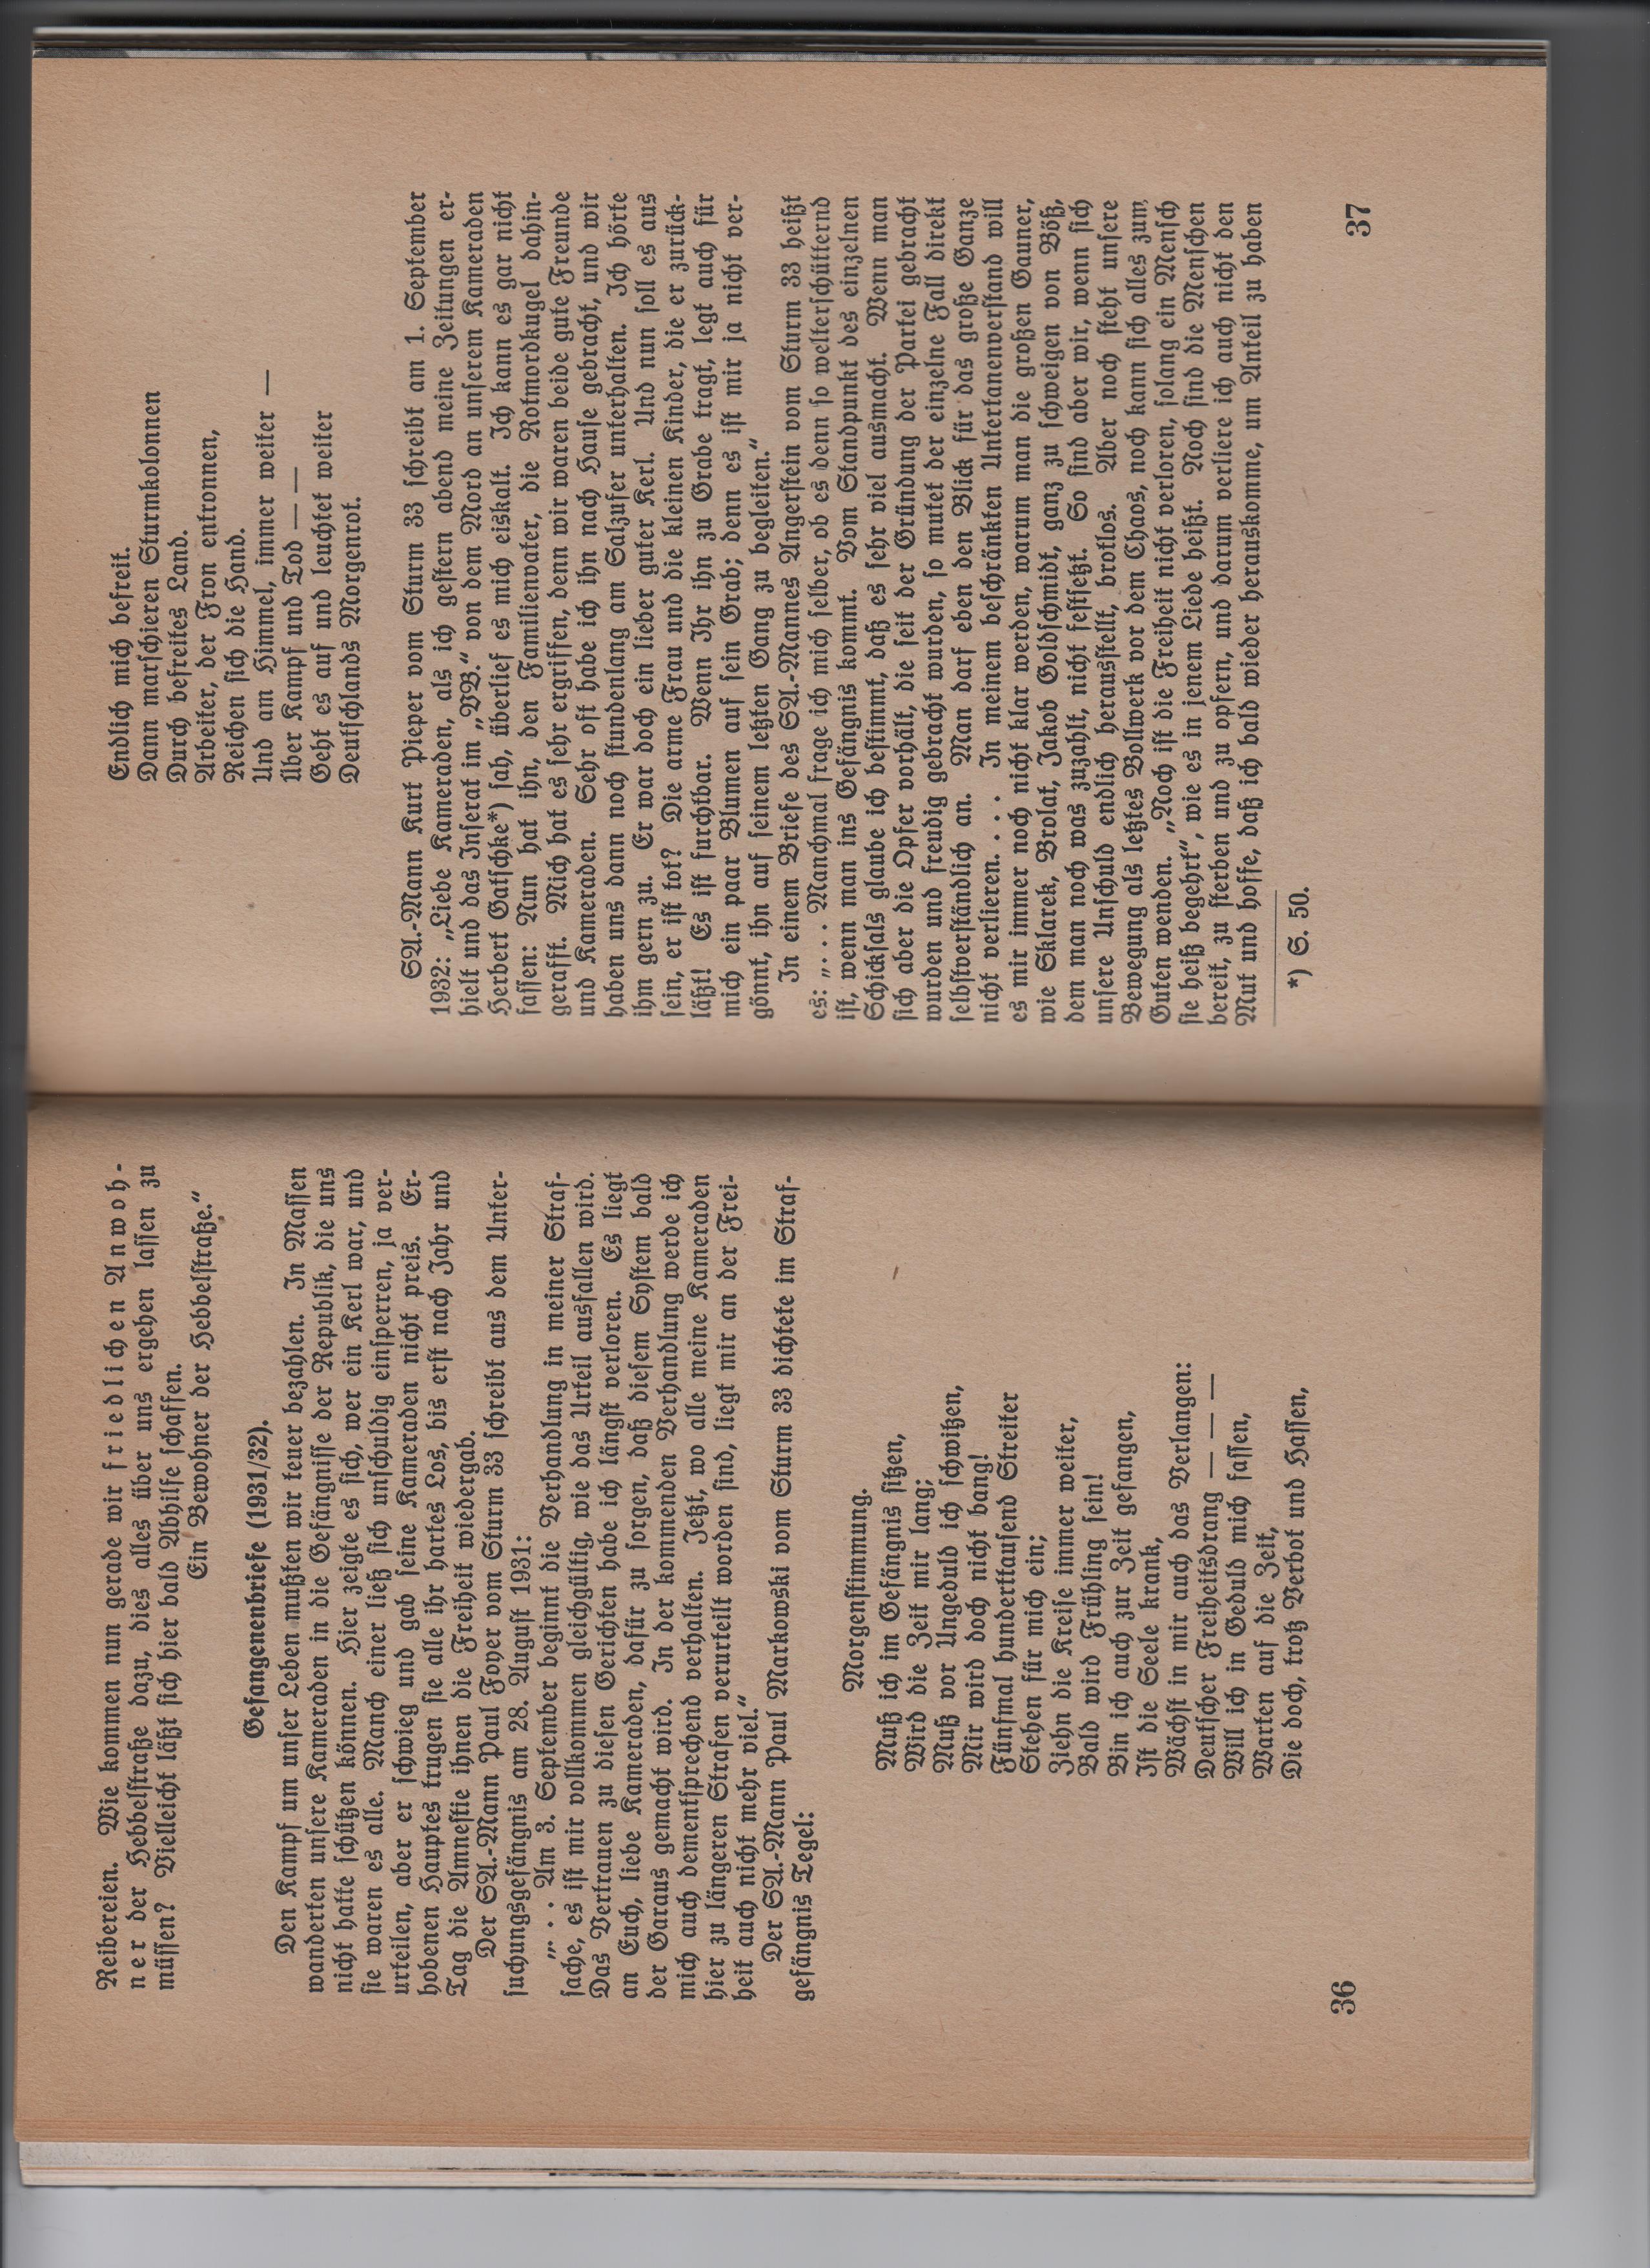 Reibereien. Wie kommen nun gerade wir friedlichen Anwoh-
ner der Hebbelstraße dazu, dies alles über uns ergehen lassen zu
müssen? Vielleicht läßt sich hier bald Abhilfe schaffen.
Ein Bewohner der Hebbelstraße.“
Gefangenenbriefe (1931/32).
Den Kampf um unser Leben mußten wir teuer bezahlen. In Massen
wanderten unsere Kameraden in die Gefängnisse der Republik, die uns
nicht hatte schützen können. Hier zeigte es sich, wer ein Kerl war, und
sie waren es alle. Manch einer ließ sich unschuldig einsperren, ja ver-
urteilen, aber er schwieg und gab seine Kameraden nicht preis. Er-
hobenen Hauptes trugen sie alle ihr hartes Los, bis erst nach Jahr und
Tag die Amnestie ihnen die Freiheit wiedergab.
Der SA.-Mann Paul Foyer vom Sturm 33 schreibt aus dem Unter-
suchungsgefängnis am 28. August 1931:
„. . . Am 3. September beginnt die Verhandlung in meiner Straf-
sache, es ist mir vollkommen gleichgültig, wie das Urteil ausfallen wird.
Das Vertrauen zu diesen Gerichten habe ich längst verloren. Es liegt
an Euch, liebe Kameraden, dafür zu sorgen, daß diesem System bald
der Garaus gemacht wird. In der kommenden Verhandlung werde ich
mich auch dementsprechend verhalten. Jetzt, wo alle meine Kameraden
hier zu längeren Strafen verurteilt worden sind, liegt mir an der Frei-
heit auch nicht mehr viel.“
Der SA.-Mann Paul Markowski vom Sturm 33 dichtete im Straf-
gefängnis Tegel:
Morgenstimmung.
Muß ich im Gefängnis sitzen,
Wird die Zeit mir lang;
Muß vor Ungeduld ich schwitzen,
Mir wird doch nicht bang!
Fünfmal hunderttausend Streiter
Stehen für mich ein;
Ziehn die Kreise immer weiter,
Bald wird Frühling sein!
Bin ich auch zur Zeit gefangen,
Ist die Seele krank,
Wächst in mir auch das Verlangen:
Deutscher Freiheitsdrang — — —
Will ich in Geduld mich fassen,
Warten auf die Zeit,
Die doch, trotz Verbot und Hassen,
36
Endlich mich befreit.
Dann marschieren Sturmkolonnen
Durch befreites Land.
Arbeiter, der Fron entronnen,
Reichen sich die Hand.
Und am Himmel, immer weiter —
Über Kampf und Tod — —
Geht es auf und leuchtet weiter
Deutschlands Morgenrot.
SA.-Mann Kurt Pieper vom Sturm 33 schreibt am 1. September
1932: „Liebe Kameraden, als ich gestern abend meine Zeitungen er-
hielt und das Inserat im „VB.“ von dem Mord an unserem Kameraden
Herbert Gatschke*) sah, überlief es mich eiskalt. Ich kann es gar nicht
fassen: Nun hat ihn, den Familienvater, die Rotmordkugel dahin-
gerafft. Mich hat es sehr ergriffen, denn wir waren beide gute Freunde
und Kameraden. Sehr oft habe ich ihn nach Hause gebracht, und wir
haben uns dann noch stundenlang am Salzufer unterhalten. Ich hörte
ihm gern zu. Er war doch ein lieber guter Kerl. Und nun soll es aus
sein, er ist tot? Die arme Frau und die kleinen Kinder, die er zurück-
läßt! Es ist furchtbar. Wenn Ihr ihn zu Grabe tragt, legt auch für
mich ein paar Blumen auf sein Grab; denn es ist mir ja nicht ver-
gönnt, ihn auf seinem letzten Gang zu begleiten.“
In einem Briefe des SA.-Mannes Angerstein vom Sturm 33 heißt
es: „. . . Manchmal frage ich mich selber, ob es denn so welterschütternd
ist, wenn man ins Gefängnis kommt. Vom Standpunkt des einzelnen
Schicksals glaube ich bestimmt, daß es sehr viel ausmacht. Wenn man
sich aber die Opfer vorhält, die seit der Gründung der Partei gebracht
wurden und freudig gebracht wurden, so mutet der einzelne Fall direkt
selbstverständlich an. Man darf eben den Blick für das große Ganze
nicht verlieren. . . . In meinem beschränkten Untertanenverstand will
es mir immer noch nicht klar werden, warum man die großen Gauner,
wie Sklarek, Brolat, Jakob Goldschmidt, ganz zu schweigen von Böß,
dem man noch was zuzahlt, nicht festsetzt. So sind aber wir, wenn sich
unsere Unschuld endlich herausstellt, brotlos. Aber noch steht unsere
Bewegung als letztes Bollwerk vor dem Chaos, noch kann sich alles zum
Guten wenden. „Noch ist die Freiheit nicht verloren, solang ein Mensch
sie heiß begehrt“, wie es in jenem Liede heißt. Noch sind die Menschen
bereit, zu sterben und zu opfern, und darum verliere ich auch nicht den
Mut und hoffe, daß ich bald wieder herauskomme, um Anteil zu haben
*) S. 50.
37